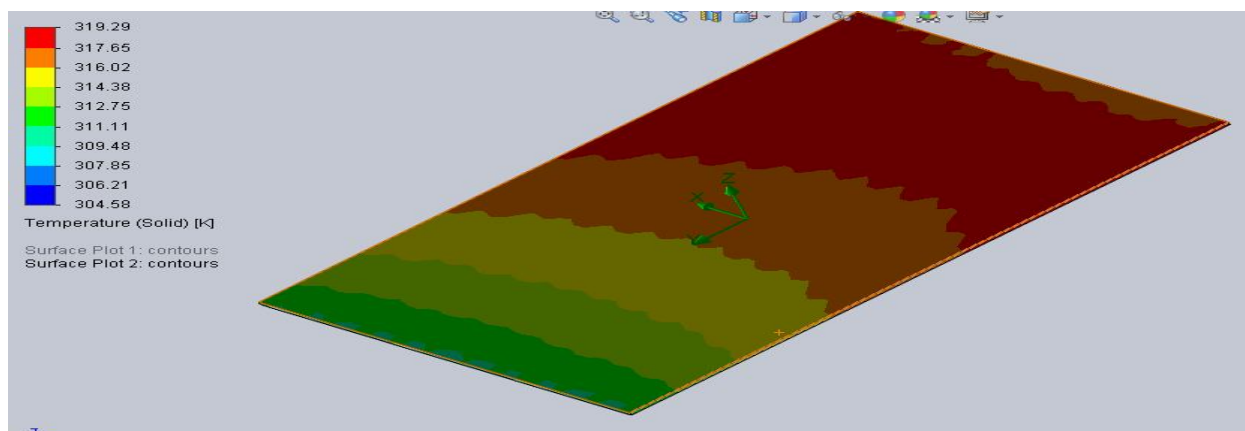 319.29
317.65
316.02
314.38
312.75
311.11
309.48
307.85
306.21
304.58
Temperature (Solid) [K]
Surface Plot 1: contours
Surface Plot 2: contours
Z
X
Y